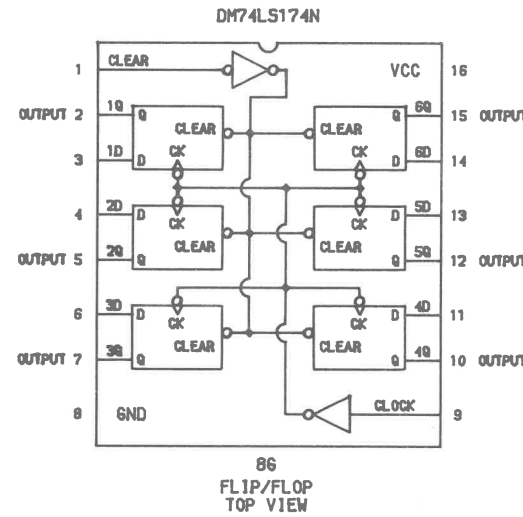 DM74LS174N
1 CLEAR VCC 16
OUTPUT 2 1Q Q CLEAR CLEAR 6Q Q 15 OUTPUT
3 1D D CK CK D 6D 14
4 2D D CK CK D 5D 13
OUTPUT 5 2Q Q CLEAR CLEAR Q 5Q 12 OUTPUT
6 3D D CK CK D 4D 11
OUTPUT 7 3Q Q CLEAR CLEAR Q 4Q 10 OUTPUT
8 GND CLOCK 9
8G
FLIP/FLOP
TOP VIEW